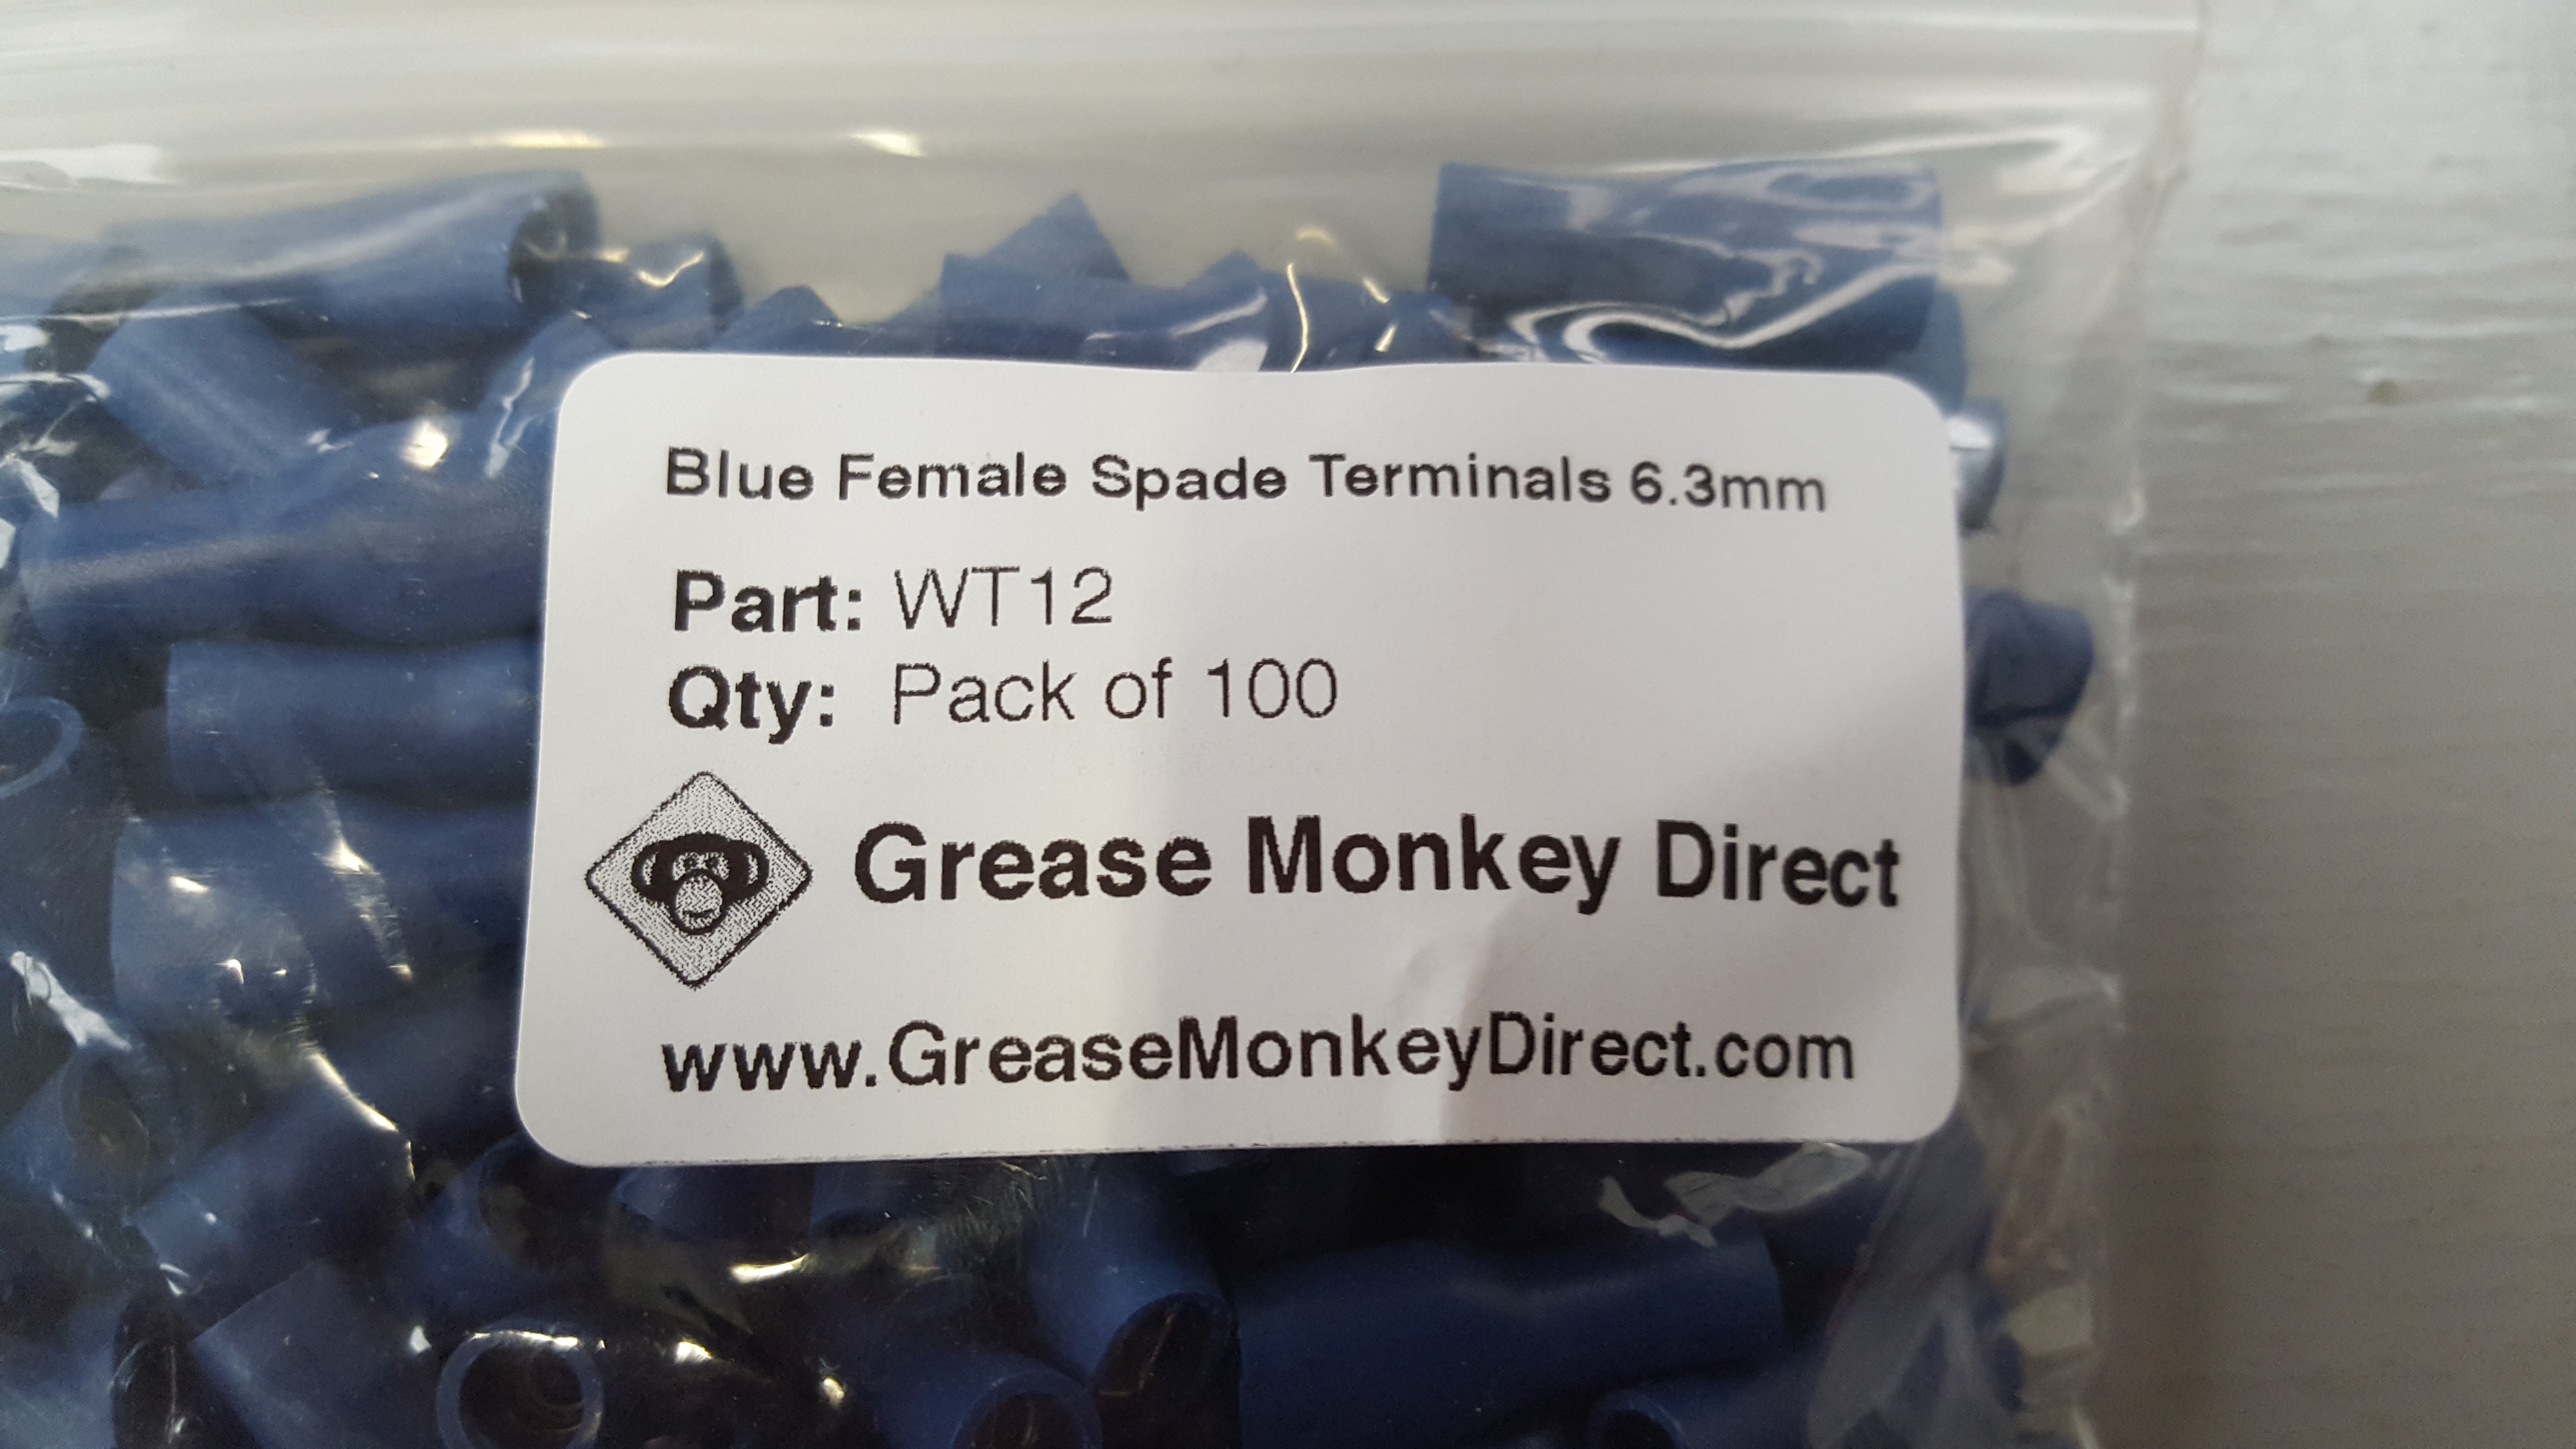 Blue Female Spade Terminals 6.3mm
Part: WT12
Qty: Pack of 100
Grease Monkey Direct
www.GreaseMonkeyDirect.com